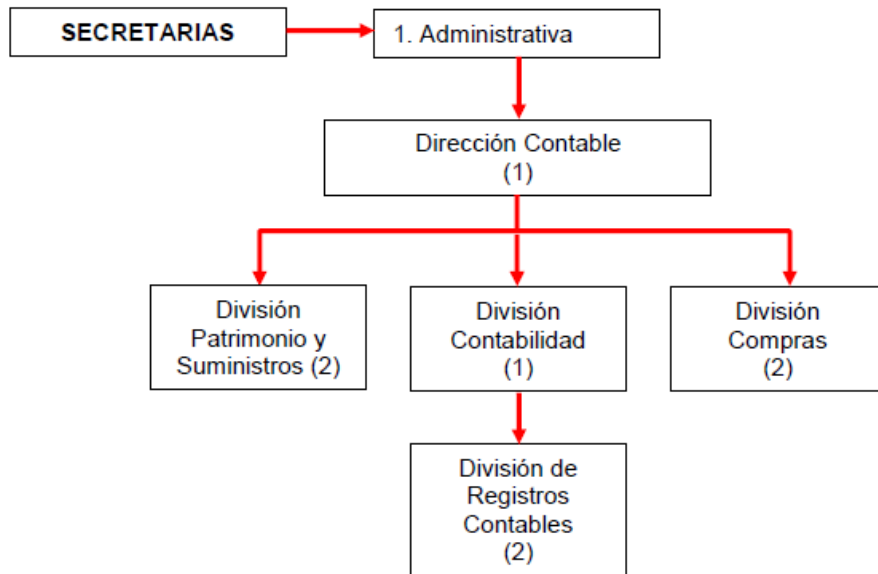 SECRETARIAS
1. Administrativa
Dirección Contable
(1)
División
Patrimonio y
Suministros (2)
División
Contabilidad
(1)
División
Compras
(2)
División de
Registros
Contables
(2)